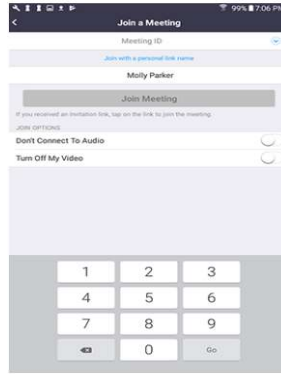 99% 7:06 PM
Join a Meeting
Meeting ID
Join with a personal link name
Molly Parker
Join Meeting
If you received an invitation link, tap on the link to join the meeting
JOIN OPTIONS
Don't Connect To Audio
Turn Off My Video
1 2 3
4 5 6
7 8 9
0 Go